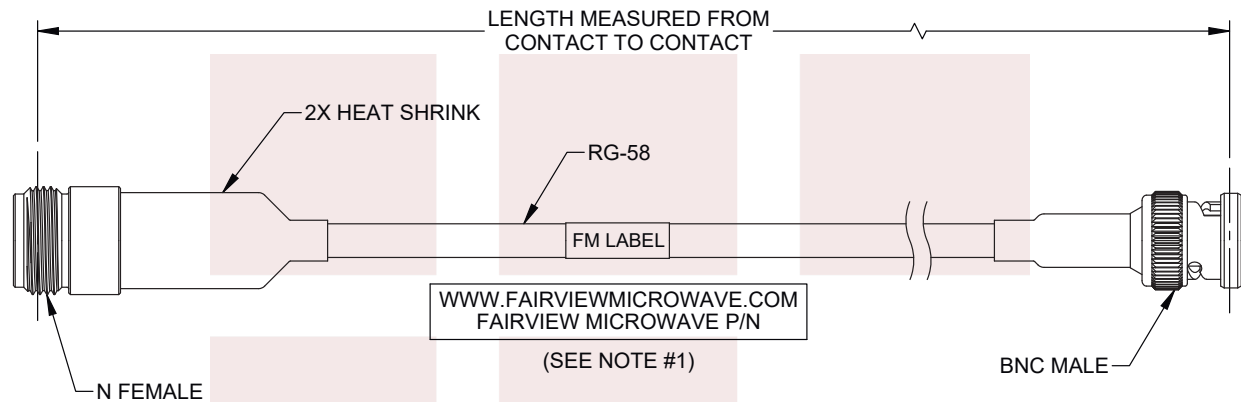 LENGTH MEASURED FROM
CONTACT TO CONTACT
2X HEAT SHRINK
RG-58
FM LABEL
WWW.FAIRVIEWMICROWAVE.COM
FAIRVIEW MICROWAVE P/N
(SEE NOTE #1)
BNC MALE
N FEMALE